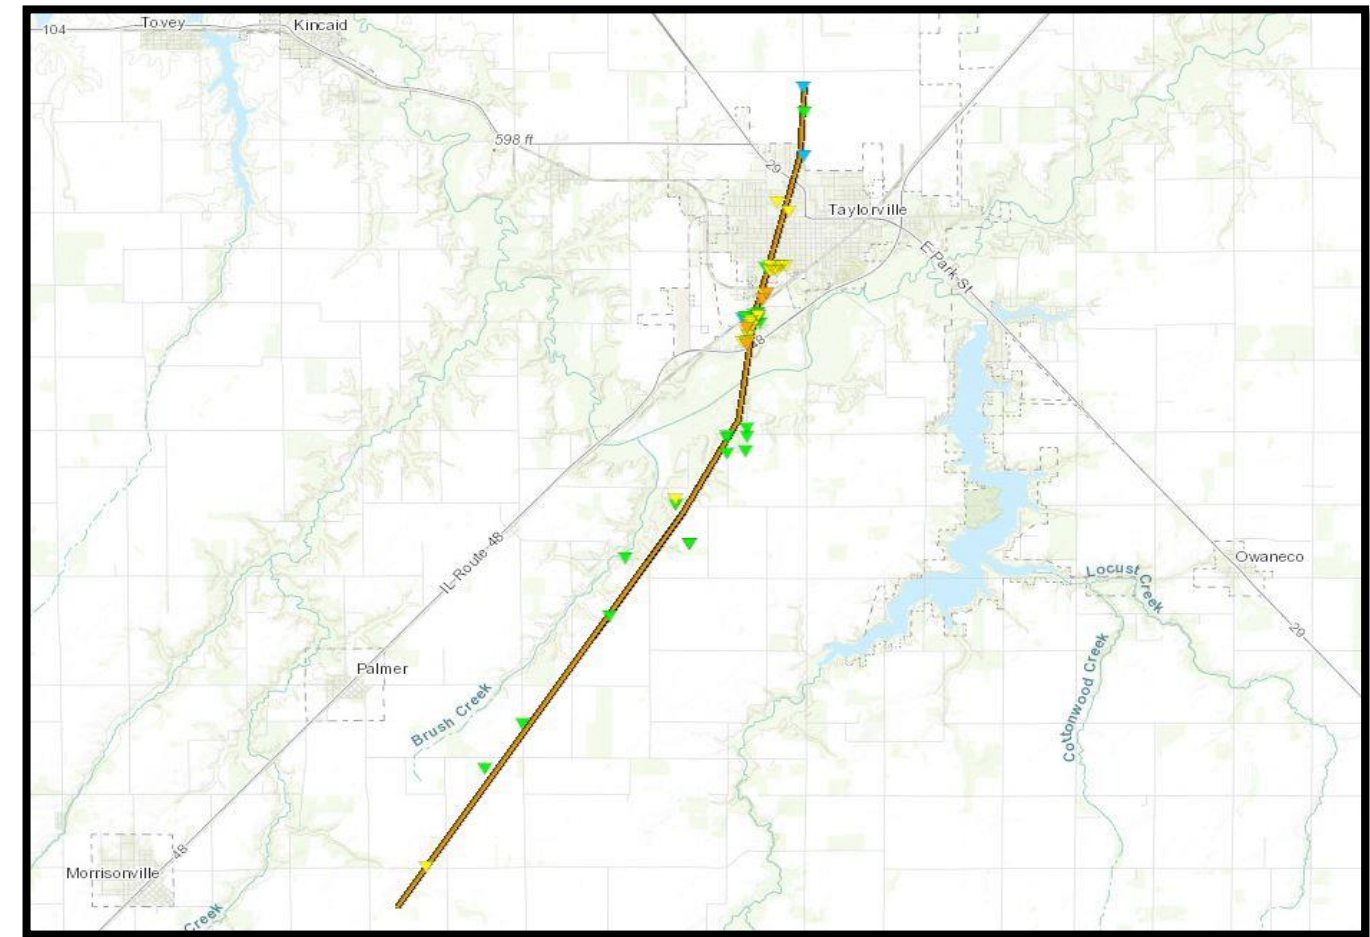 Tovey
Kincaid
104
598 ft
29
Taylorville
E-Park-St
48
IL-Route-48
Owaneco
Locust Creek
29
Palmer
Cottonwood Creek
Brush Creek
48
Morrisonville
Creek